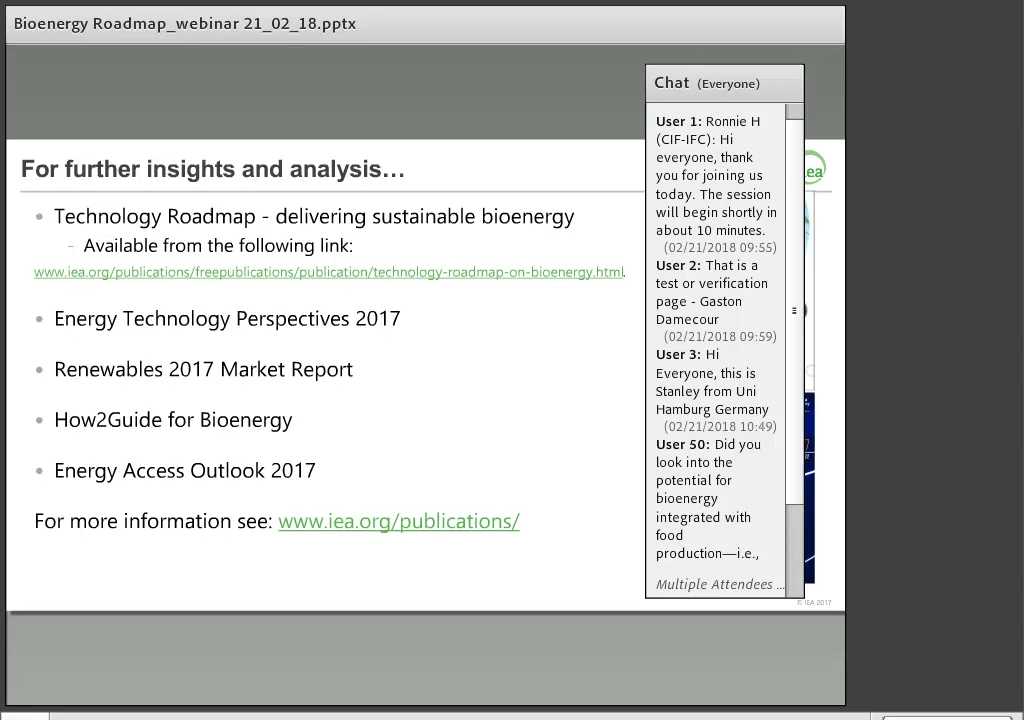 Bioenergy Roadmap_webinar 21_02_18.pptx
For further insights and analysis…
Technology Roadmap - delivering sustainable bioenergy
- Available from the following link:
www.iea.org/publications/freepublications/publication/technology-roadmap-on-bioenergy.html.
Energy Technology Perspectives 2017
Renewables 2017 Market Report
How2Guide for Bioenergy
Energy Access Outlook 2017
For more information see: www.iea.org/publications/
Chat (Everyone)
User 1: Ronnie H
(CIF-IFC): Hi
everyone, thank
you for joining us
today. The session
will begin shortly in
about 10 minutes.
(02/21/2018 09:55)
User 2: That is a
test or verification
page - Gaston
Damecour
(02/21/2018 09:59)
User 3: Hi
Everyone, this is
Stanley from Uni
Hamburg Germany
(02/21/2018 10:49)
User 50: Did you
look into the
potential for
bioenergy
integrated with
food
production—i.e.,
Multiple Attendees ...
iea
© IEA 2017